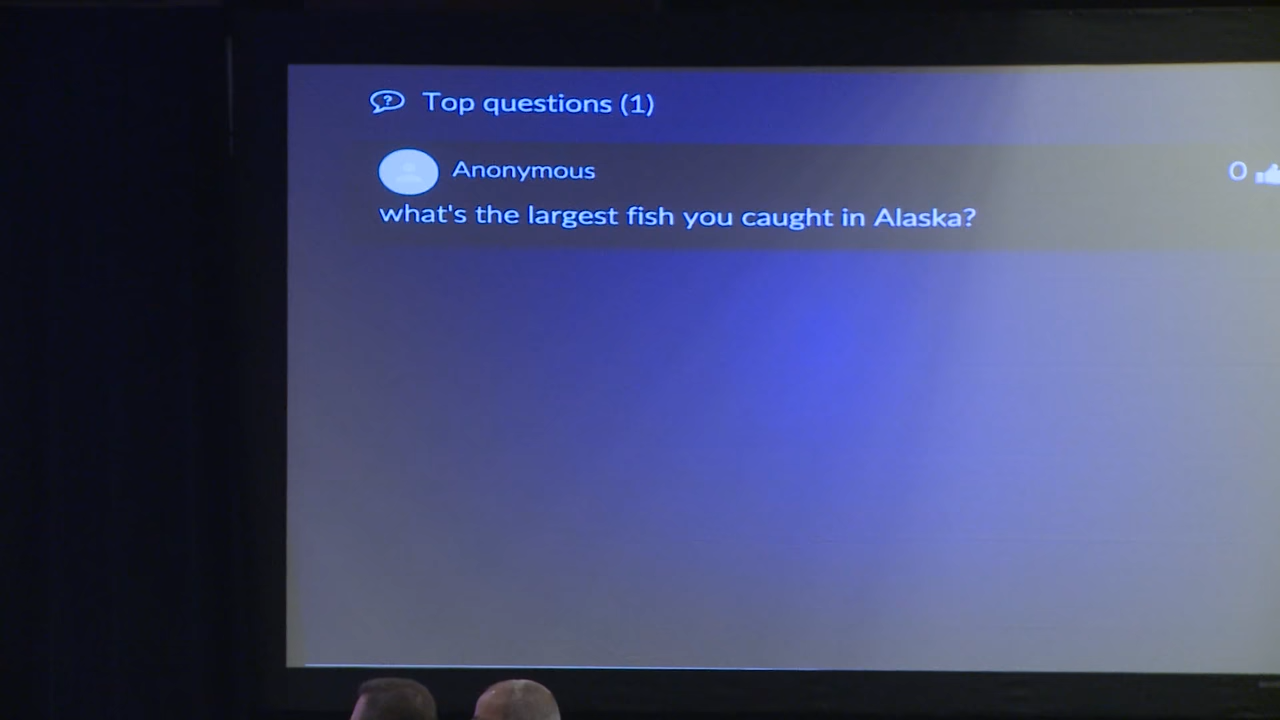 Top questions (1)
Anonymous
0
what's the largest fish you caught in Alaska?